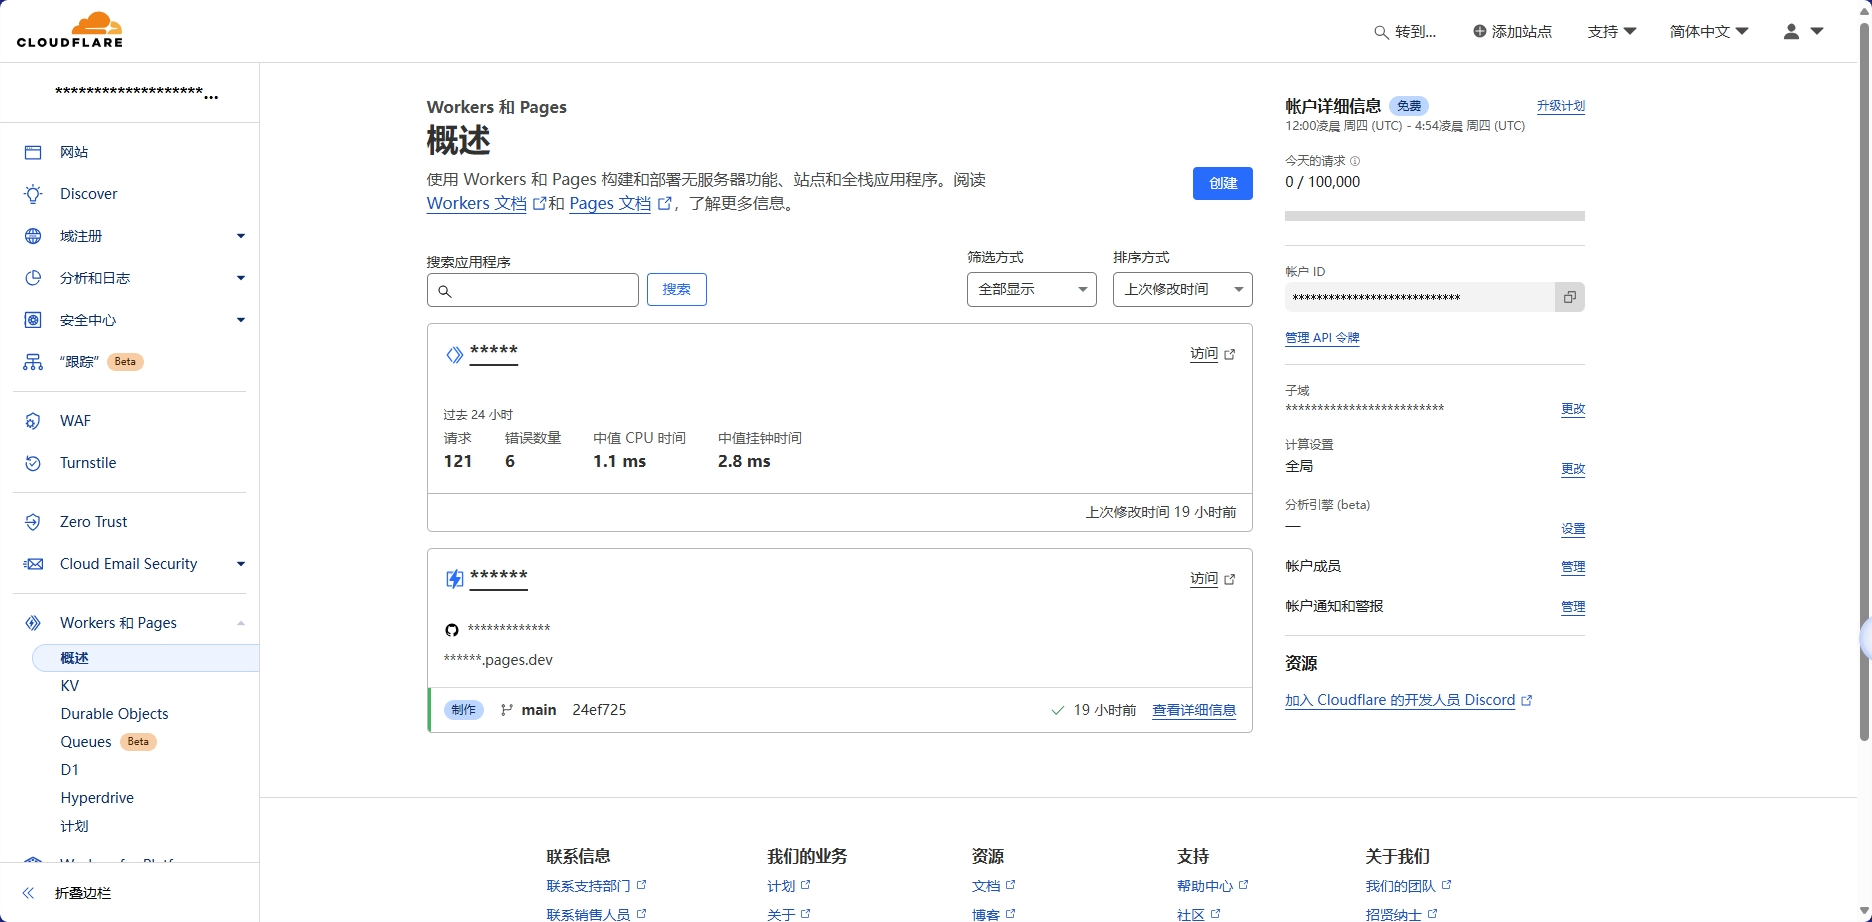 CLOUDFLARE
转到...
添加站点
支持
简体中文
*******************...
网站
Discover
域注册
分析和日志
安全中心
“跟踪” Beta
WAF
Turnstile
Zero Trust
Cloud Email Security
Workers 和 Pages
概述
KV
Durable Objects
Queues Beta
D1
Hyperdrive
计划
折叠边栏
Workers 和 Pages
概述
使用 Workers 和 Pages 构建和部署无服务器功能、站点和全栈应用程序。阅读
Workers 文档 和 Pages 文档 ，了解更多信息。
创建
搜索应用程序
搜索
筛选方式
全部显示
排序方式
上次修改时间
*****
访问
过去 24 小时
请求 错误数量 中值 CPU 时间 中值挂钟时间
121 6 1.1 ms 2.8 ms
上次修改时间 19 小时前
******
访问
*************
******.pages.dev
制作 main 24ef725 19 小时前 查看详细信息
帐户详细信息 免费 升级计划
12:00凌晨 周四 (UTC) - 4:54凌晨 周四 (UTC)
今天的请求
0 / 100,000
帐户 ID
****************************
管理 API 令牌
子域
************************* 更改
计算设置
全局 更改
分析引擎 (beta)
— 设置
帐户成员 管理
帐户通知和警报 管理
资源
加入 Cloudflare 的开发人员 Discord
联系信息 我们的业务 资源 支持 关于我们
联系支持部门 计划 文档 帮助中心 我们的团队
联系销售人员 关于 博客 社区 招贤纳士